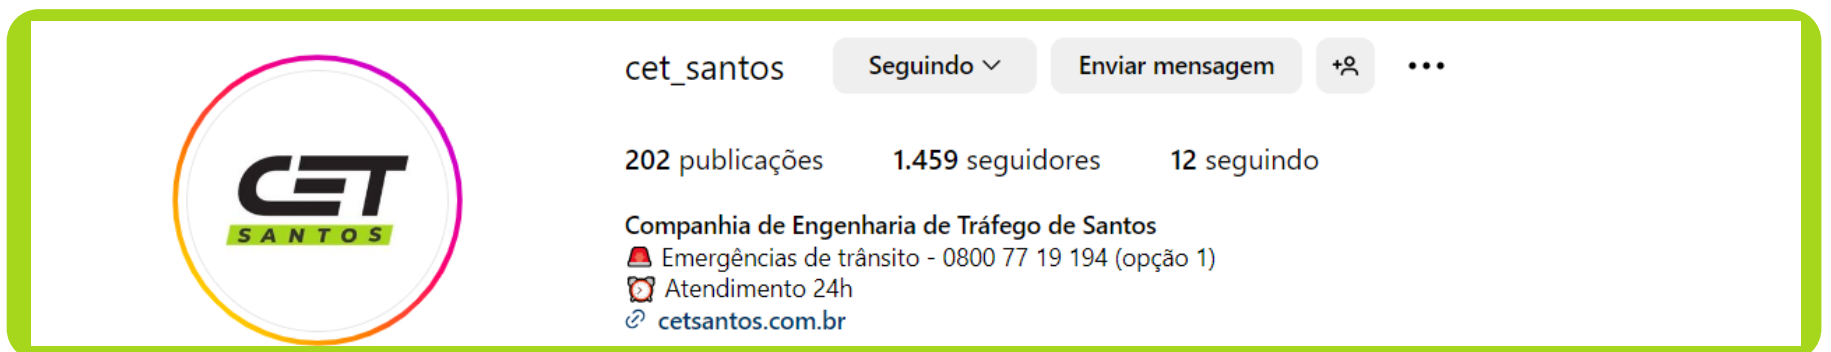 cet_santos Seguindo Enviar mensagem
202 publicações 1.459 seguidores 12 seguindo
CET
SANTOS
Companhia de Engenharia de Tráfego de Santos
Emergências de trânsito - 0800 77 19 194 (opção 1)
Atendimento 24h
cetsantos.com.br